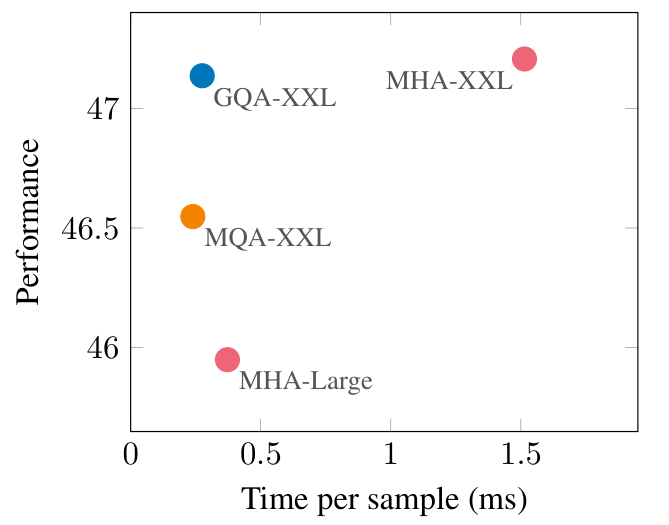 MHA-XXL
GQA-XXL
47
46.5
MQA-XXL
46
MHA-Large
Performance
0
0.5
1
1.5
Time per sample (ms)